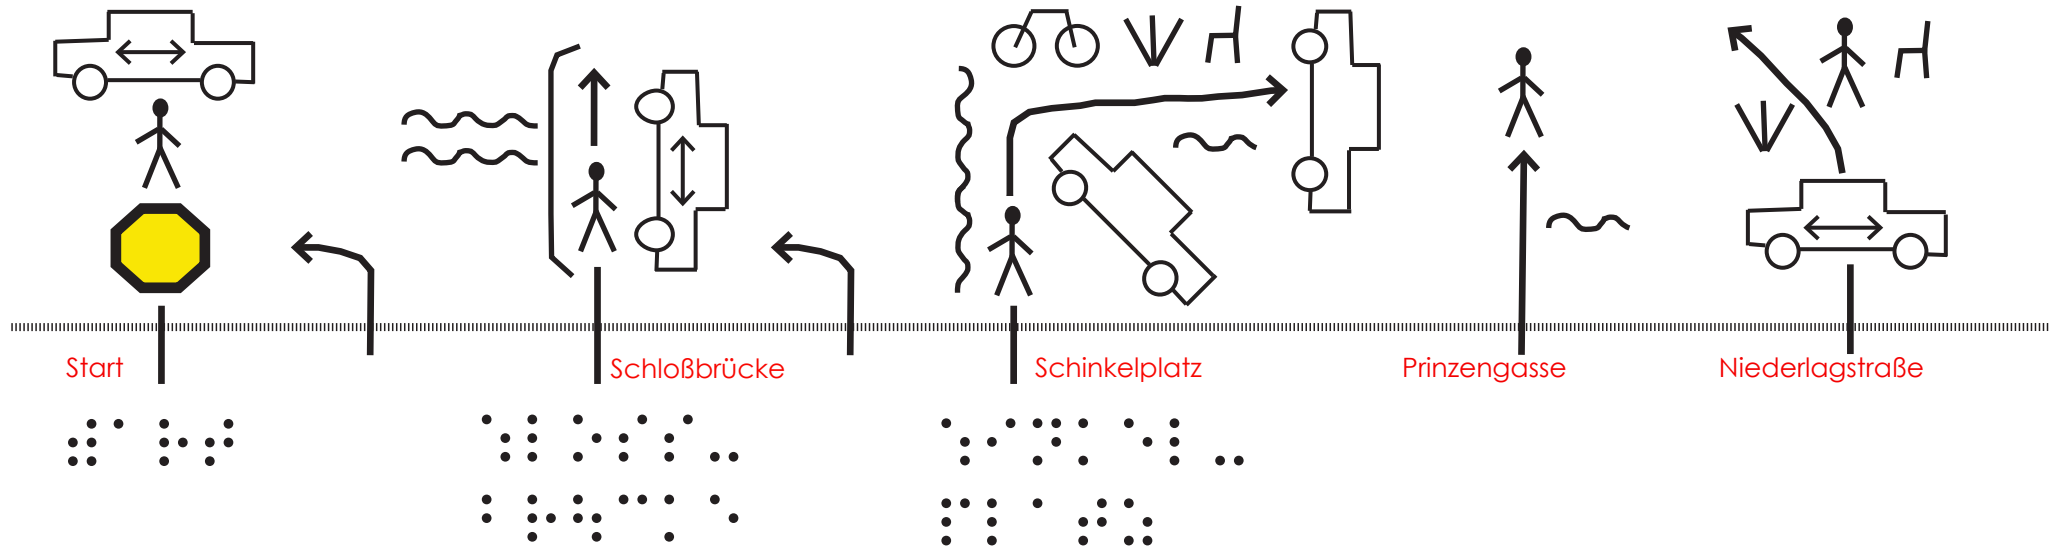 Start
Schloßbrücke
Schinkelplatz
Prinzengasse
Niederlagstraße
⠾⠁⠗⠞
⠱⠇⠕⠎⠎⠤
⠃⠗⠳⠉⠅⠑
⠱⠊⠝⠅⠑⠇⠤
⠏⠇⠁⠞⠵